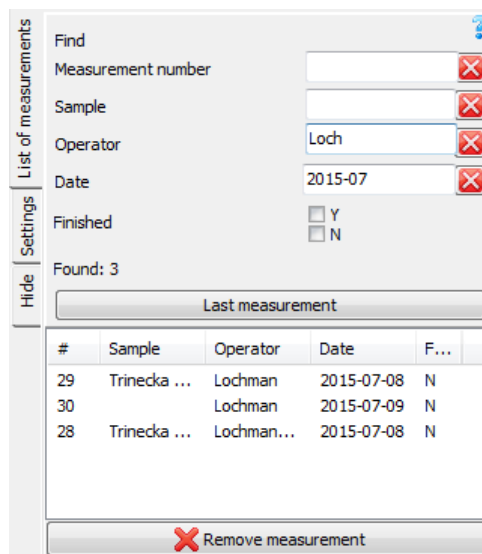 List of measurements
Settings
Hide
?
Find
Measurement number
Sample
Operator Loch
Date 2015-07
Finished Y
N
Found: 3
Last measurement
# Sample Operator Date F...
29 Trinecka ... Lochman 2015-07-08 N
30 Lochman 2015-07-09 N
28 Trinecka ... Lochman... 2015-07-08 N
Remove measurement